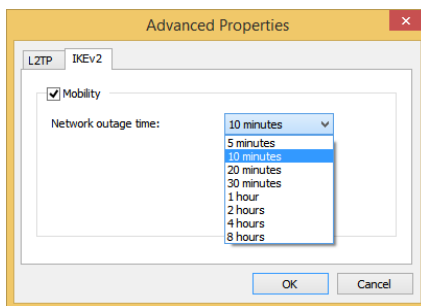 Advanced Properties
×
L2TP IKEv2
Mobility
Network outage time: 10 minutes
5 minutes
10 minutes
20 minutes
30 minutes
1 hour
2 hours
4 hours
8 hours
OK Cancel